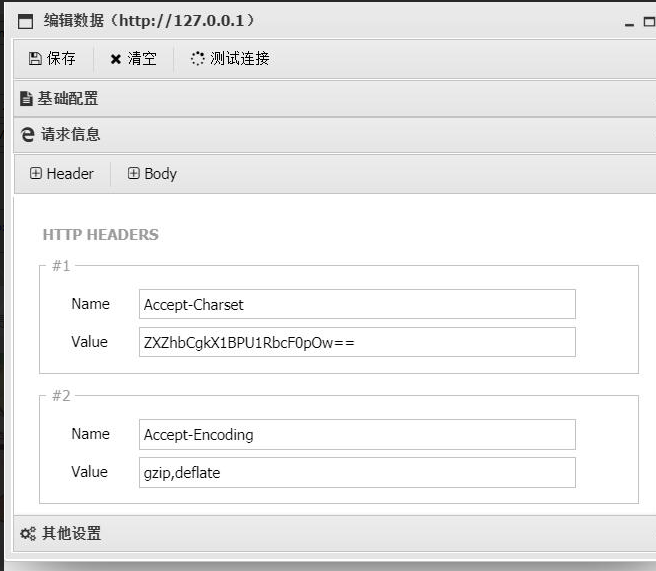 编辑数据（http://127.0.0.1）
保存 清空 测试连接
基础配置
请求信息
Header Body
HTTP HEADERS
#1
Name Accept-Charset
Value ZXZhbCgkX1BPU1RbcF0pOw==
#2
Name Accept-Encoding
Value gzip,deflate
其他设置